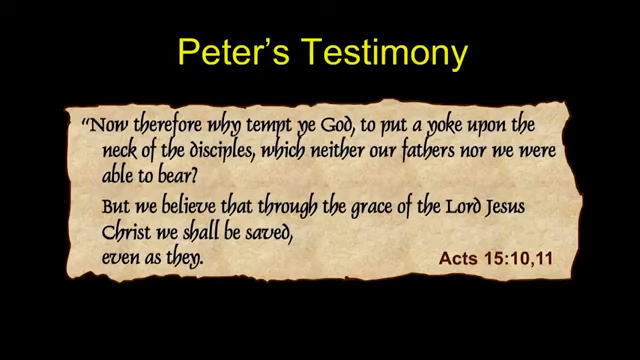 Peter's Testimony
“Now therefore why tempt ye God, to put a yoke upon the
neck of the disciples, which neither our fathers nor we were
able to bear?
But we believe that through the grace of the Lord Jesus
Christ we shall be saved,
even as they.
Acts 15:10,11